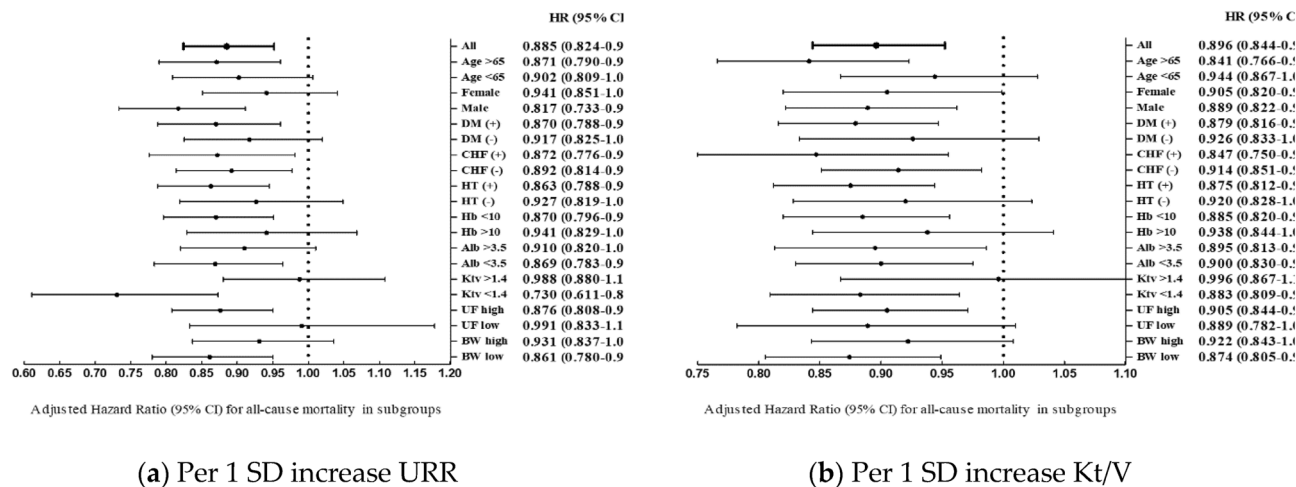 HR (95% CI
All 0.885 (0.824-0.9
Age >65 0.871 (0.790-0.9
Age <65 0.902 (0.809-1.0
Female 0.941 (0.851-1.0
Male 0.817 (0.733-0.9
DM (+) 0.870 (0.788-0.9
DM (-) 0.917 (0.825-1.0
CHF (+) 0.872 (0.776-0.9
CHF (-) 0.892 (0.814-0.9
HT (+) 0.863 (0.788-0.9
HT (-) 0.927 (0.819-1.0
Hb <10 0.870 (0.796-0.9
Hb >10 0.941 (0.829-1.0
Alb >3.5 0.910 (0.820-1.0
Alb <3.5 0.869 (0.783-0.9
Ktv >1.4 0.988 (0.880-1.1
Ktv <1.4 0.730 (0.611-0.8
UF high 0.876 (0.808-0.9
UF low 0.991 (0.833-1.1
BW high 0.931 (0.837-1.0
BW low 0.861 (0.780-0.9
0.60 0.65 0.70 0.75 0.80 0.85 0.90 0.95 1.00 1.10 1.20
Adjusted Hazard Ratio (95% CI) for all-cause mortality in subgroups
(a) Per 1 SD increase URR
HR (95% CI
All 0.896 (0.844-0.9
Age >65 0.841 (0.766-0.9
Age <65 0.944 (0.867-1.0
Female 0.905 (0.820-0.9
Male 0.889 (0.822-0.9
DM (+) 0.879 (0.816-0.9
DM (-) 0.926 (0.833-1.0
CHF (+) 0.847 (0.750-0.9
CHF (-) 0.914 (0.851-0.9
HT (+) 0.875 (0.812-0.9
HT (-) 0.920 (0.828-1.0
Hb <10 0.885 (0.820-0.9
Hb >10 0.938 (0.844-1.0
Alb >3.5 0.895 (0.813-0.9
Alb <3.5 0.900 (0.830-0.9
Ktv >1.4 0.996 (0.867-1.1
Ktv <1.4 0.883 (0.809-0.9
UF high 0.905 (0.844-0.9
UF low 0.889 (0.782-1.0
BW high 0.922 (0.843-1.0
BW low 0.874 (0.805-0.9
0.75 0.80 0.85 0.90 0.95 1.00 1.10
Adjusted Hazard Ratio (95% CI) for all-cause mortality in subgroups
(b) Per 1 SD increase Kt/V